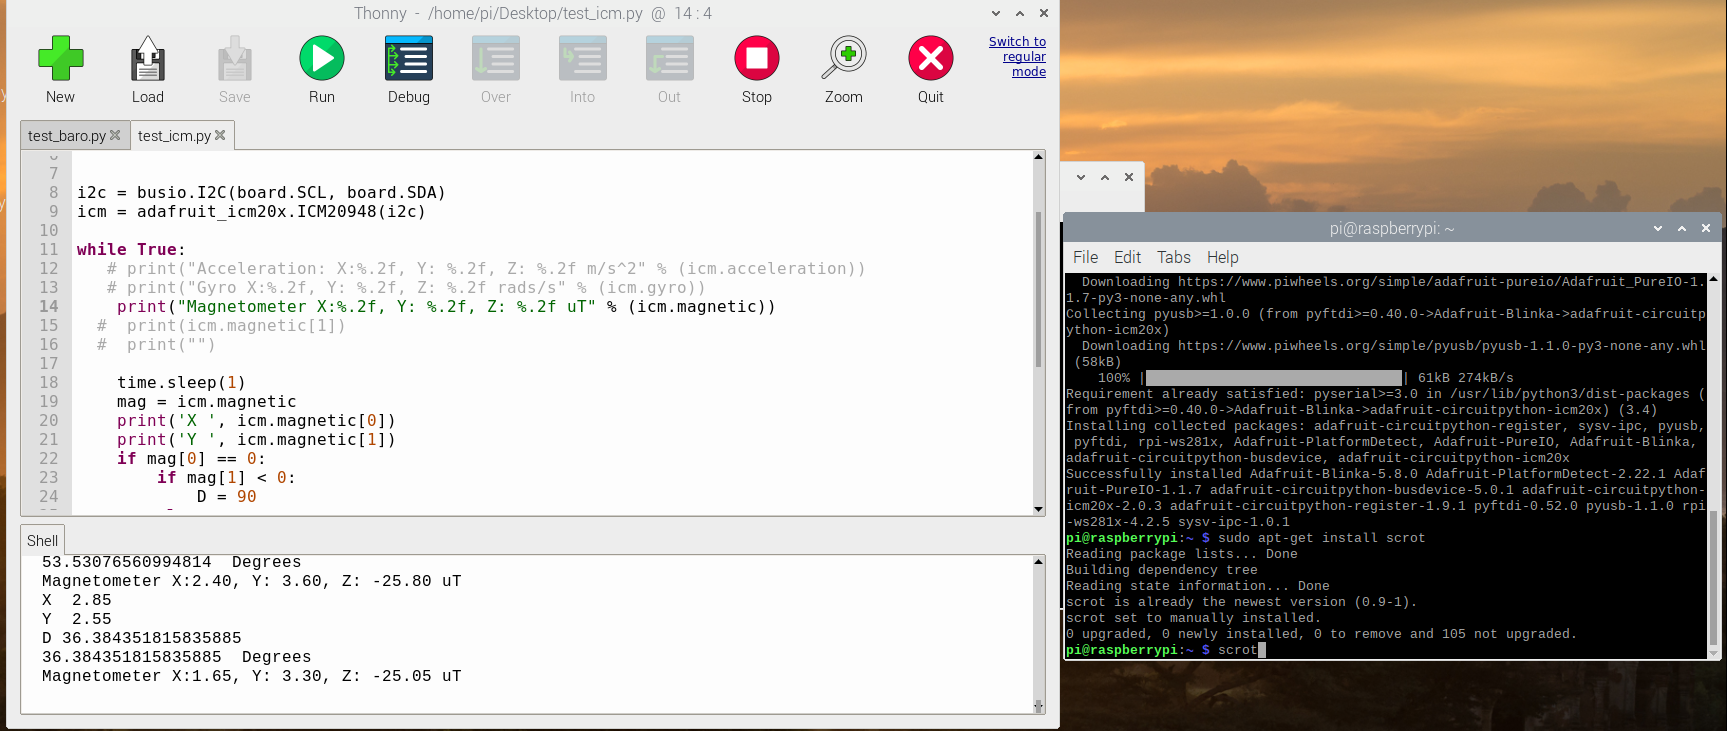 Thonny - /home/pi/Desktop/test_icm.py @ 14 : 4
New
Load
Save
Run
Debug
Over
Into
Out
Stop
Zoom
Quit
Switch to
regular
mode
test_baro.py
test_icm.py
7
8 i2c = busio.I2C(board.SCL, board.SDA)
9 icm = adafruit_icm20x.ICM20948(i2c)
10
11 while True:
12 # print("Acceleration: X:%.2f, Y: %.2f, Z: %.2f m/s^2" % (icm.acceleration))
13 # print("Gyro X:%.2f, Y: %.2f, Z: %.2f rads/s" % (icm.gyro))
14 print("Magnetometer X:%.2f, Y: %.2f, Z: %.2f uT" % (icm.magnetic))
15 # print(icm.magnetic[1])
16 # print("")
17
18 time.sleep(1)
19 mag = icm.magnetic
20 print('X ', icm.magnetic[0])
21 print('Y ', icm.magnetic[1])
22 if mag[0] == 0:
23 if mag[1] < 0:
24 D = 90
Shell
53.53076560994814 Degrees
Magnetometer X:2.40, Y: 3.60, Z: -25.80 uT
X 2.85
Y 2.55
D 36.384351815835885
36.384351815835885 Degrees
Magnetometer X:1.65, Y: 3.30, Z: -25.05 uT
pi@raspberrypi: ~
File Edit Tabs Help
Downloading https://www.piwheels.org/simple/adafruit-pureio/Adafruit_PureIO-1.
1.7-py3-none-any.whl
Collecting pyusb>=1.0.0 (from pyftdi>=0.40.0->Adafruit-Blinka->adafruit-circuitp
ython-icm20x)
Downloading https://www.piwheels.org/simple/pyusb/pyusb-1.1.0-py3-none-any.whl
(58kB)
100% | | 61kB 274kB/s
Requirement already satisfied: pyserial>=3.0 in /usr/lib/python3/dist-packages (
from pyftdi>=0.40.0->Adafruit-Blinka->adafruit-circuitpython-icm20x) (3.4)
Installing collected packages: adafruit-circuitpython-register, sysv-ipc, pyusb,
pyftdi, rpi-ws281x, Adafruit-PlatformDetect, Adafruit-PureIO, Adafruit-Blinka,
adafruit-circuitpython-busdevice, adafruit-circuitpython-icm20x
Successfully installed Adafruit-Blinka-5.8.0 Adafruit-PlatformDetect-2.22.1 Adaf
ruit-PureIO-1.1.7 adafruit-circuitpython-busdevice-5.0.1 adafruit-circuitpython-
icm20x-2.0.3 adafruit-circuitpython-register-1.9.1 pyftdi-0.52.0 pyusb-1.1.0 rpi
-ws281x-4.2.5 sysv-ipc-1.0.1
pi@raspberrypi:~ $ sudo apt-get install scrot
Reading package lists... Done
Building dependency tree
Reading state information... Done
scrot is already the newest version (0.9-1).
scrot set to manually installed.
0 upgraded, 0 newly installed, 0 to remove and 105 not upgraded.
pi@raspberrypi:~ $ scrot